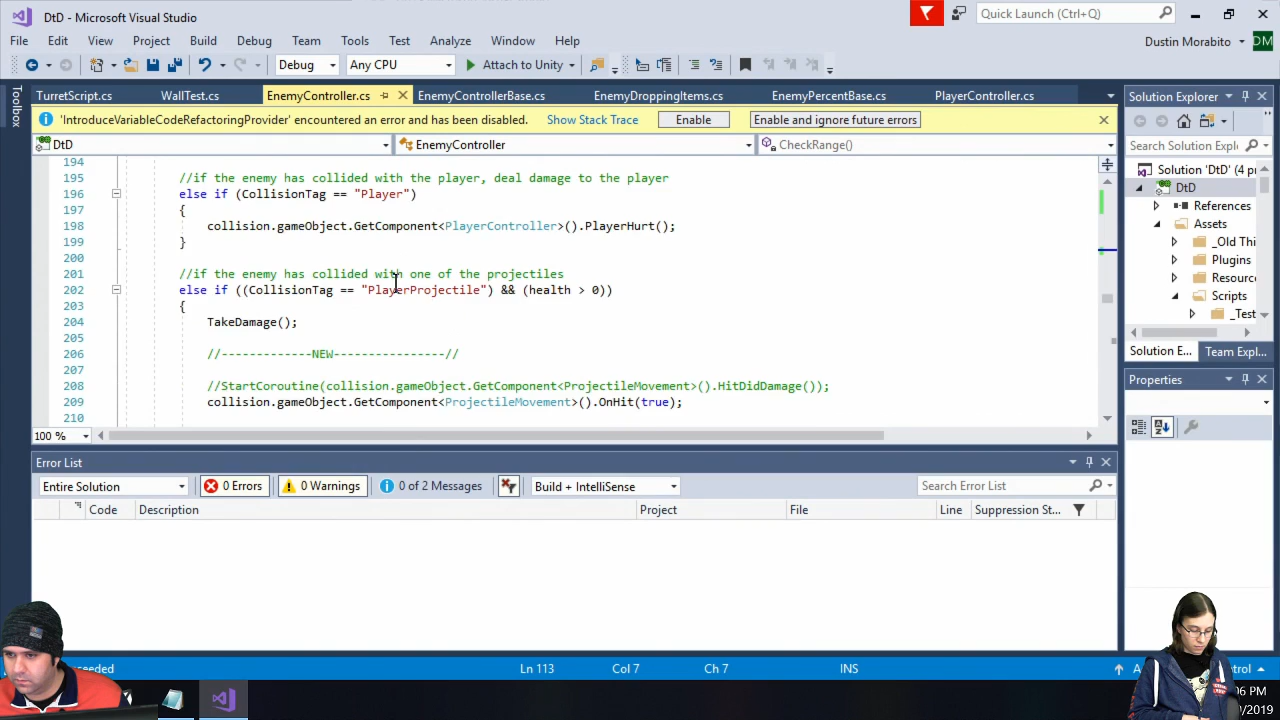 DtD - Microsoft Visual Studio
Quick Launch (Ctrl+Q)
File Edit View Project Build Debug Team Tools Test Analyze Window Help
Dustin Morabito DM
Debug Any CPU Attach to Unity
Toolbox
TurretScript.cs WallTest.cs EnemyController.cs EnemyControllerBase.cs EnemyDroppingItems.cs EnemyPercentBase.cs PlayerController.cs
'IntroduceVariableCodeRefactoringProvider' encountered an error and has been disabled. Show Stack Trace Enable Enable and ignore future errors
DtD EnemyController CheckRange()
194
195 //if the enemy has collided with the player, deal damage to the player
196 else if (CollisionTag == "Player")
197 {
198 collision.gameObject.GetComponent<PlayerController>().PlayerHurt();
199 }
200
201 //if the enemy has collided with one of the projectiles
202 else if ((CollisionTag == "PlayerProjectile") && (health > 0))
203 {
204 TakeDamage();
205
206 //-------------NEW----------------//
207
208 //StartCoroutine(collision.gameObject.GetComponent<ProjectileMovement>().HitDidDamage());
209 collision.gameObject.GetComponent<ProjectileMovement>().OnHit(true);
210
100 %
Error List
Entire Solution 0 Errors 0 Warnings 0 of 2 Messages Build + IntelliSense Search Error List
Code Description Project File Line Suppression St...
Solution Explorer
Search Solution Expl
Solution 'DtD' (4 p
DtD
References
Assets
_Old Thi
Plugins
Resourc
Scripts
_Test
Solution E... Team Expl...
Properties
Ln 113 Col 7 Ch 7 INS
06 PM
/2019